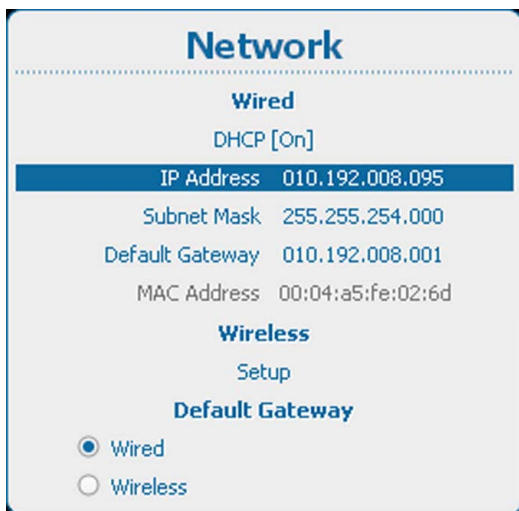 Network
Wired
DHCP [On]
IP Address 010.192.008.095
Subnet Mask 255.255.254.000
Default Gateway 010.192.008.001
MAC Address 00:04:a5:fe:02:6d
Wireless
Setup
Default Gateway
Wired
Wireless